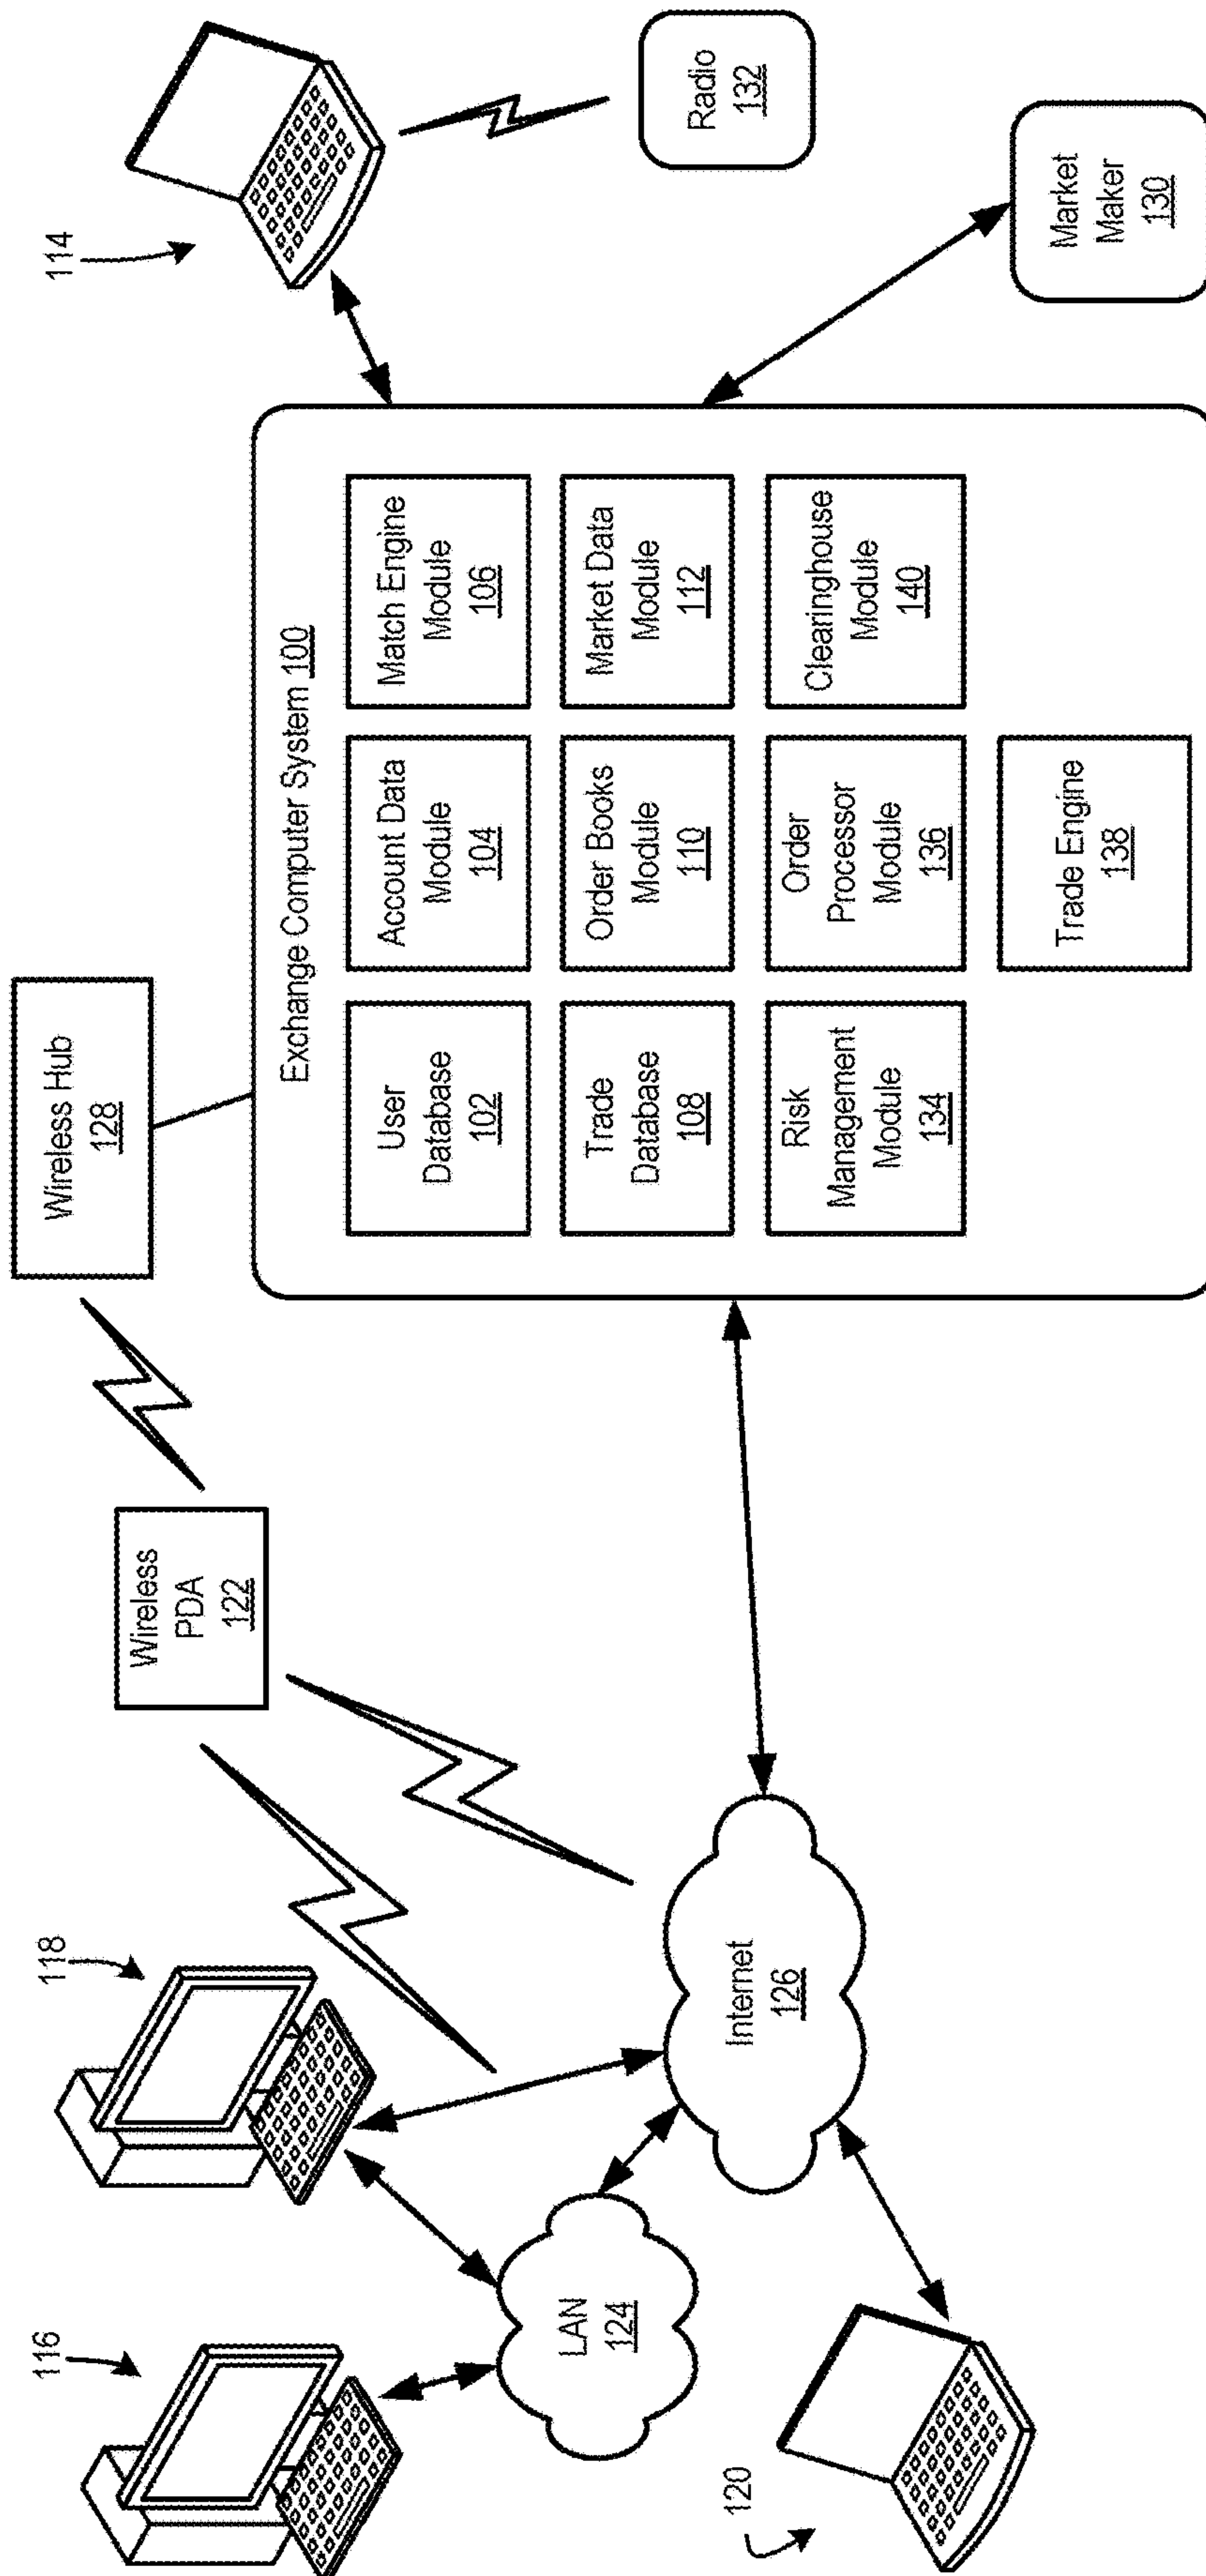 Wireless Hub
128
114
Wireless
PDA
122
118
116
Exchange Computer System 100
User
Database
102
Account Data
Module
104
Match Engine
Module
106
Trade
Database
108
Order Books
Module
110
Market Data
Module
112
Risk
Management
Module
134
Order
Processor
Module
136
Clearinghouse
Module
140
Trade Engine
138
Radio
132
Market
Maker
130
LAN
124
Internet
126
120